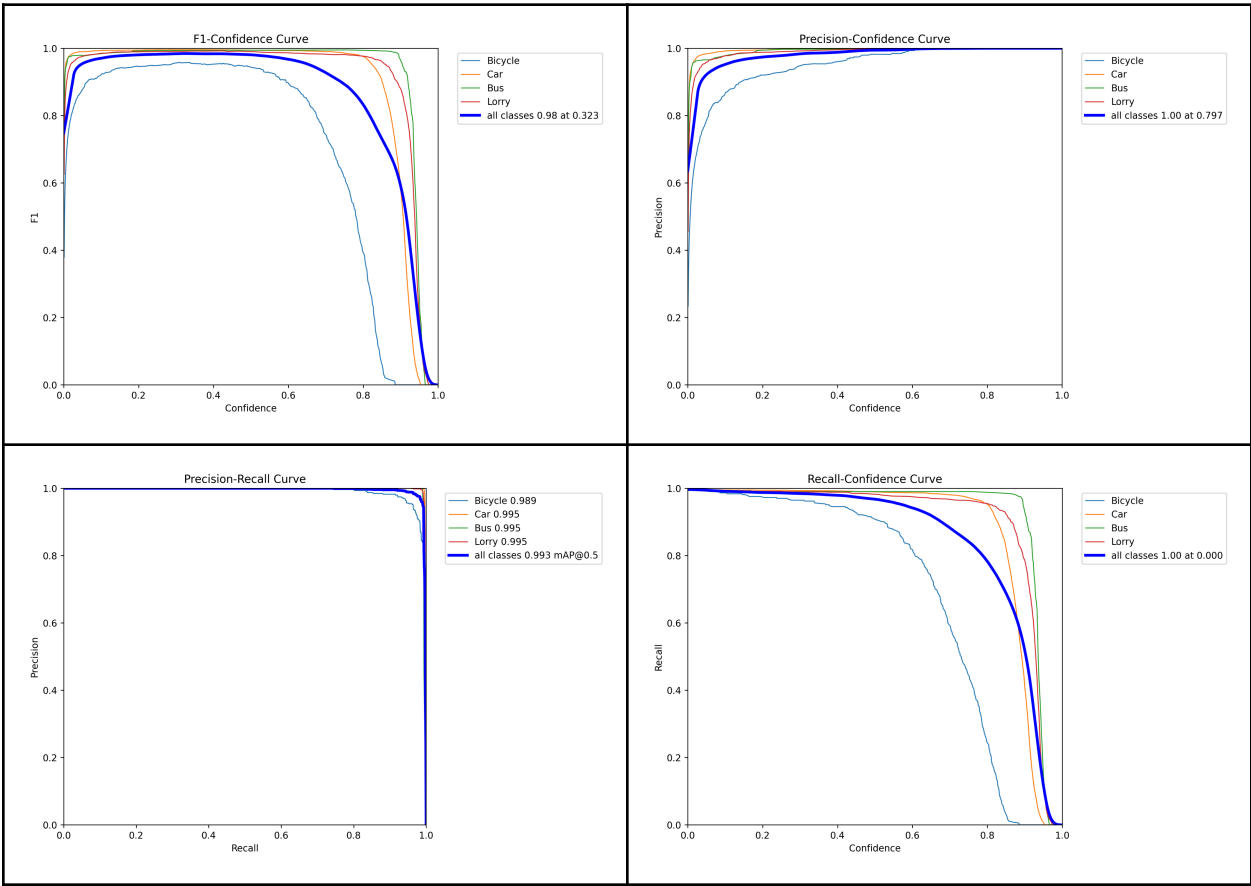 F1-Confidence Curve
1.0
0.8
0.6
0.4
0.2
0.0
F1
0.0 0.2 0.4 0.6 0.8 1.0
Confidence
Bicycle
Car
Bus
Lorry
all classes 0.98 at 0.323
Precision-Confidence Curve
1.0
0.8
0.6
0.4
0.2
0.0
Precision
0.0 0.2 0.4 0.6 0.8 1.0
Confidence
Bicycle
Car
Bus
Lorry
all classes 1.00 at 0.797
Precision-Recall Curve
1.0
0.8
0.6
0.4
0.2
0.0
Precision
0.0 0.2 0.4 0.6 0.8 1.0
Recall
Bicycle 0.989
Car 0.995
Bus 0.995
Lorry 0.995
all classes 0.993 mAP@0.5
Recall-Confidence Curve
1.0
0.8
0.6
0.4
0.2
0.0
Recall
0.0 0.2 0.4 0.6 0.8 1.0
Confidence
Bicycle
Car
Bus
Lorry
all classes 1.00 at 0.000